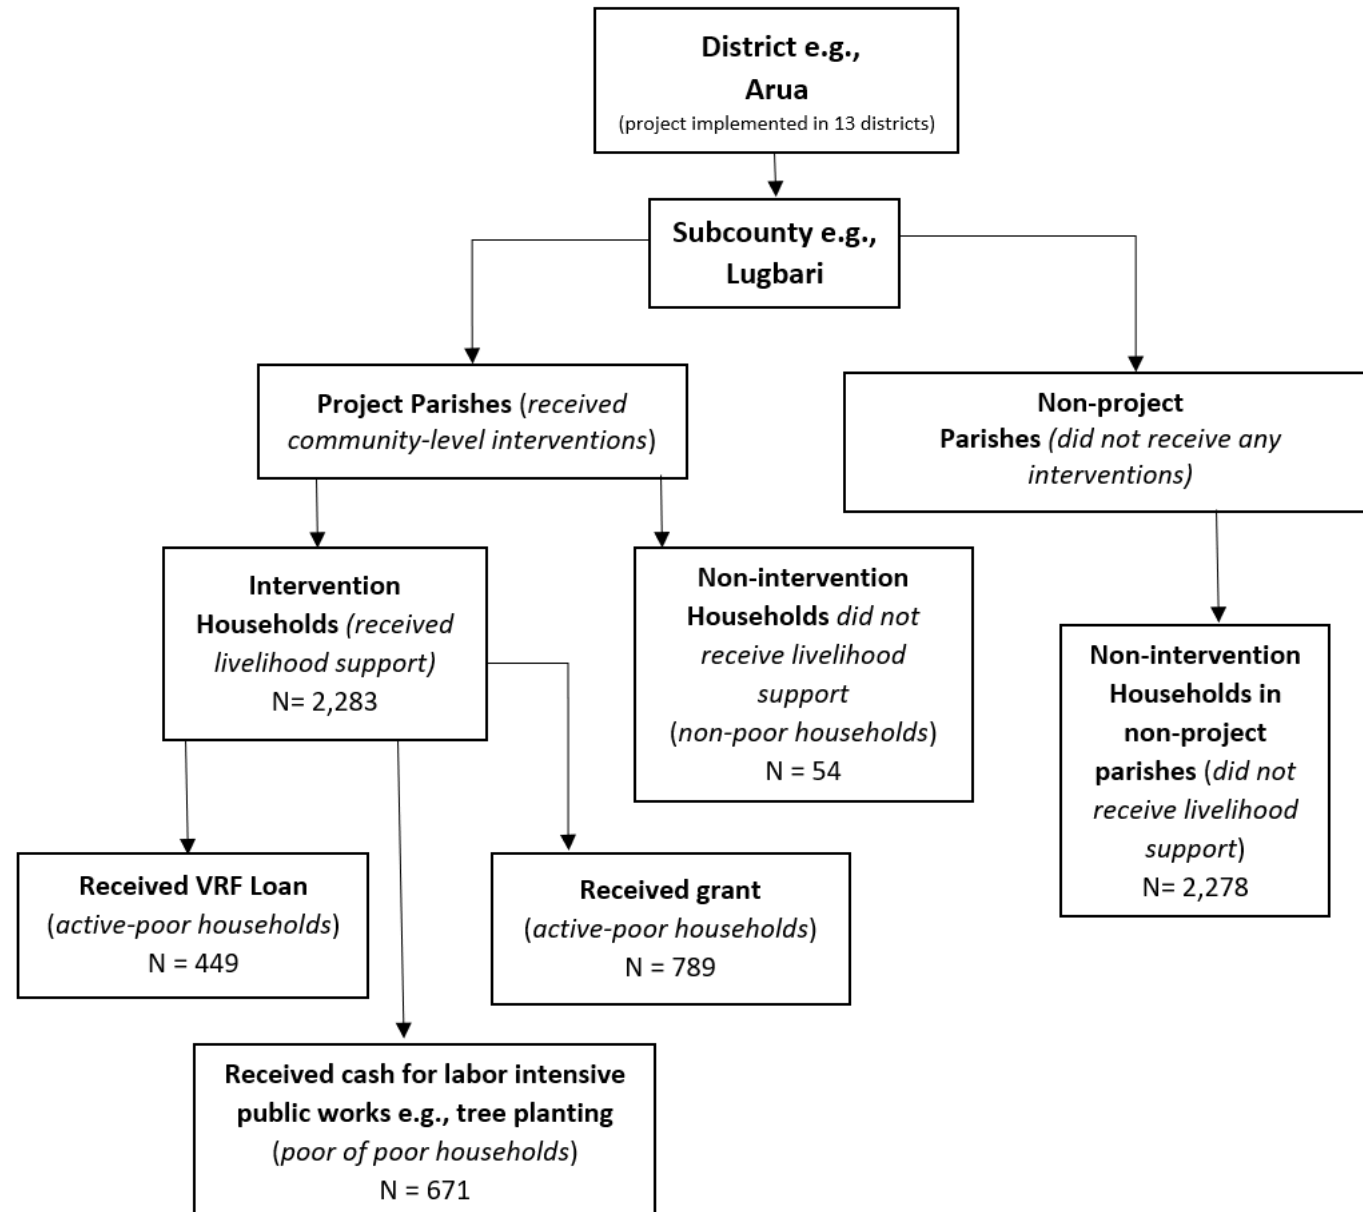 District e.g.,
Arua
(project implemented in 13 districts)
Subcounty e.g.,
Lugbari
Project Parishes (received
community-level interventions)
Non-project
Parishes (did not receive any
interventions)
Intervention
Households (received
livelihood support)
N= 2,283
Non-intervention
Households did not
receive livelihood
support
(non-poor households)
N = 54
Non-intervention
Households in
non-project
parishes (did not
receive livelihood
support)
N= 2,278
Received VRF Loan
(active-poor households)
N = 449
Received grant
(active-poor households)
N = 789
Received cash for labor intensive
public works e.g., tree planting
(poor of poor households)
N = 671